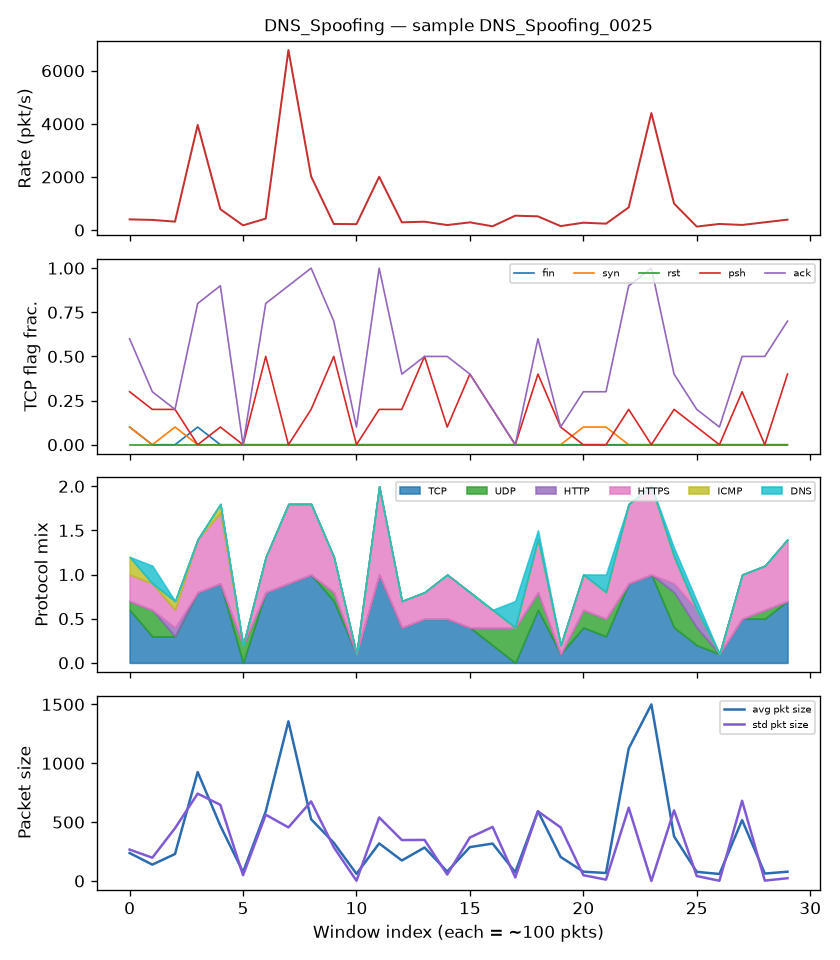 DNS_Spoofing — sample DNS_Spoofing_0025
Rate (pkt/s)
6000
4000
2000
0
TCP flag frac.
1.00
0.75
0.50
0.25
0.00
fin syn rst psh ack
Protocol mix
2.0
1.5
1.0
0.5
0.0
TCP UDP HTTP HTTPS ICMP DNS
Packet size
1500
1000
500
0
avg pkt size
std pkt size
0 5 10 15 20 25 30
Window index (each = ~100 pkts)